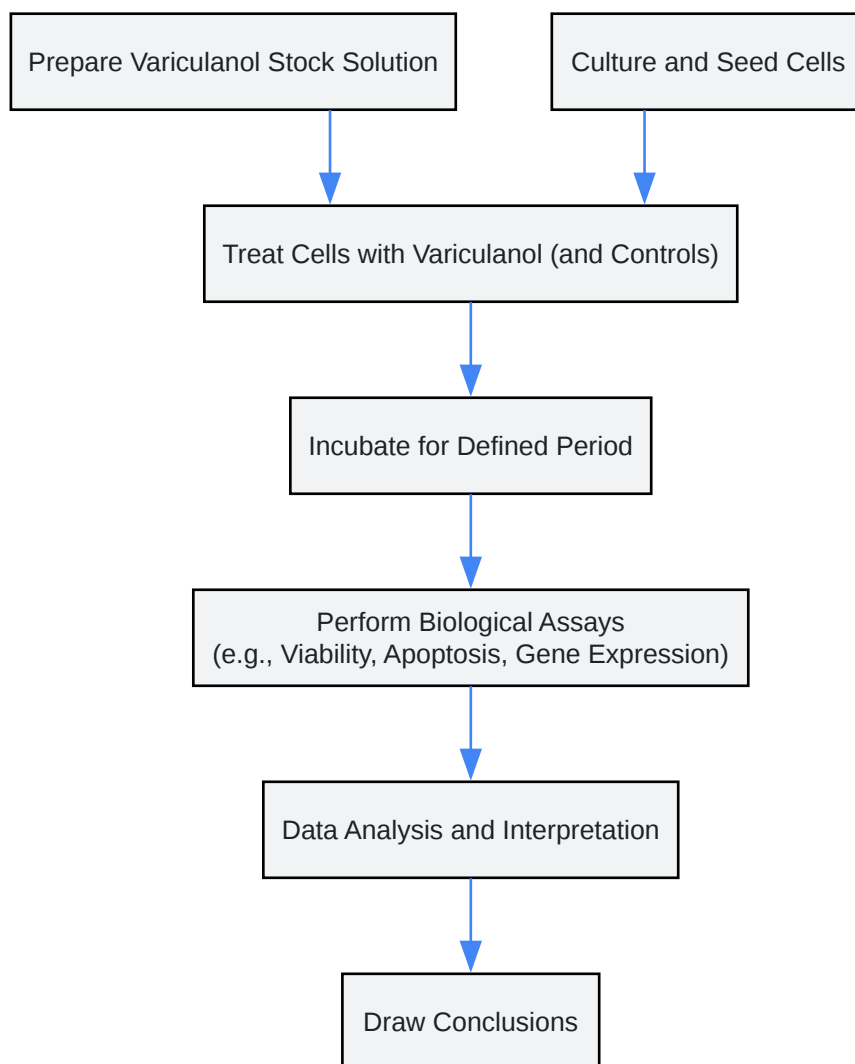 Prepare Variculanol Stock Solution
Culture and Seed Cells
Treat Cells with Variculanol (and Controls)
Incubate for Defined Period
Perform Biological Assays
(e.g., Viability, Apoptosis, Gene Expression)
Data Analysis and Interpretation
Draw Conclusions